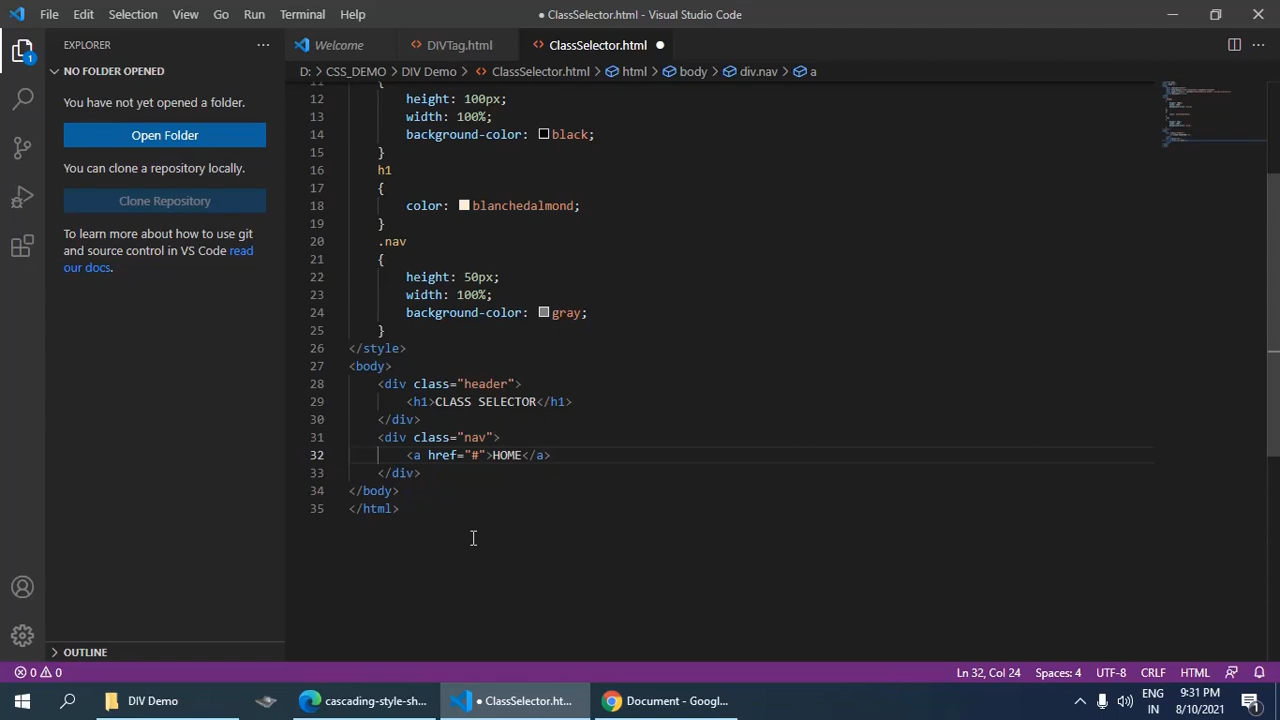 File Edit Selection View Go Run Terminal Help
● ClassSelector.html - Visual Studio Code
EXPLORER
Welcome
DIVTag.html
ClassSelector.html
NO FOLDER OPENED
D: > CSS_DEMO > DIV Demo > ClassSelector.html > html > body > div.nav > a
You have not yet opened a folder.
Open Folder
You can clone a repository locally.
Clone Repository
To learn more about how to use git
and source control in VS Code read
our docs.
1
11 {
12 height: 100px;
13 width: 100%;
14 background-color: black;
15 }
16 h1
17 {
18 color: blanchedalmond;
19 }
20 .nav
21 {
22 height: 50px;
23 width: 100%;
24 background-color: gray;
25 }
26 </style>
27 <body>
28 <div class="header">
29 <h1>CLASS SELECTOR</h1>
30 </div>
31 <div class="nav">
32 <a href="#">HOME</a>
33 </div>
34 </body>
35 </html>
OUTLINE
0 0
Ln 32, Col 24 Spaces: 4 UTF-8 CRLF HTML
DIV Demo
cascading-style-sh...
● ClassSelector.ht...
Document - Googl...
ENG
IN
9:31 PM
8/10/2021
1